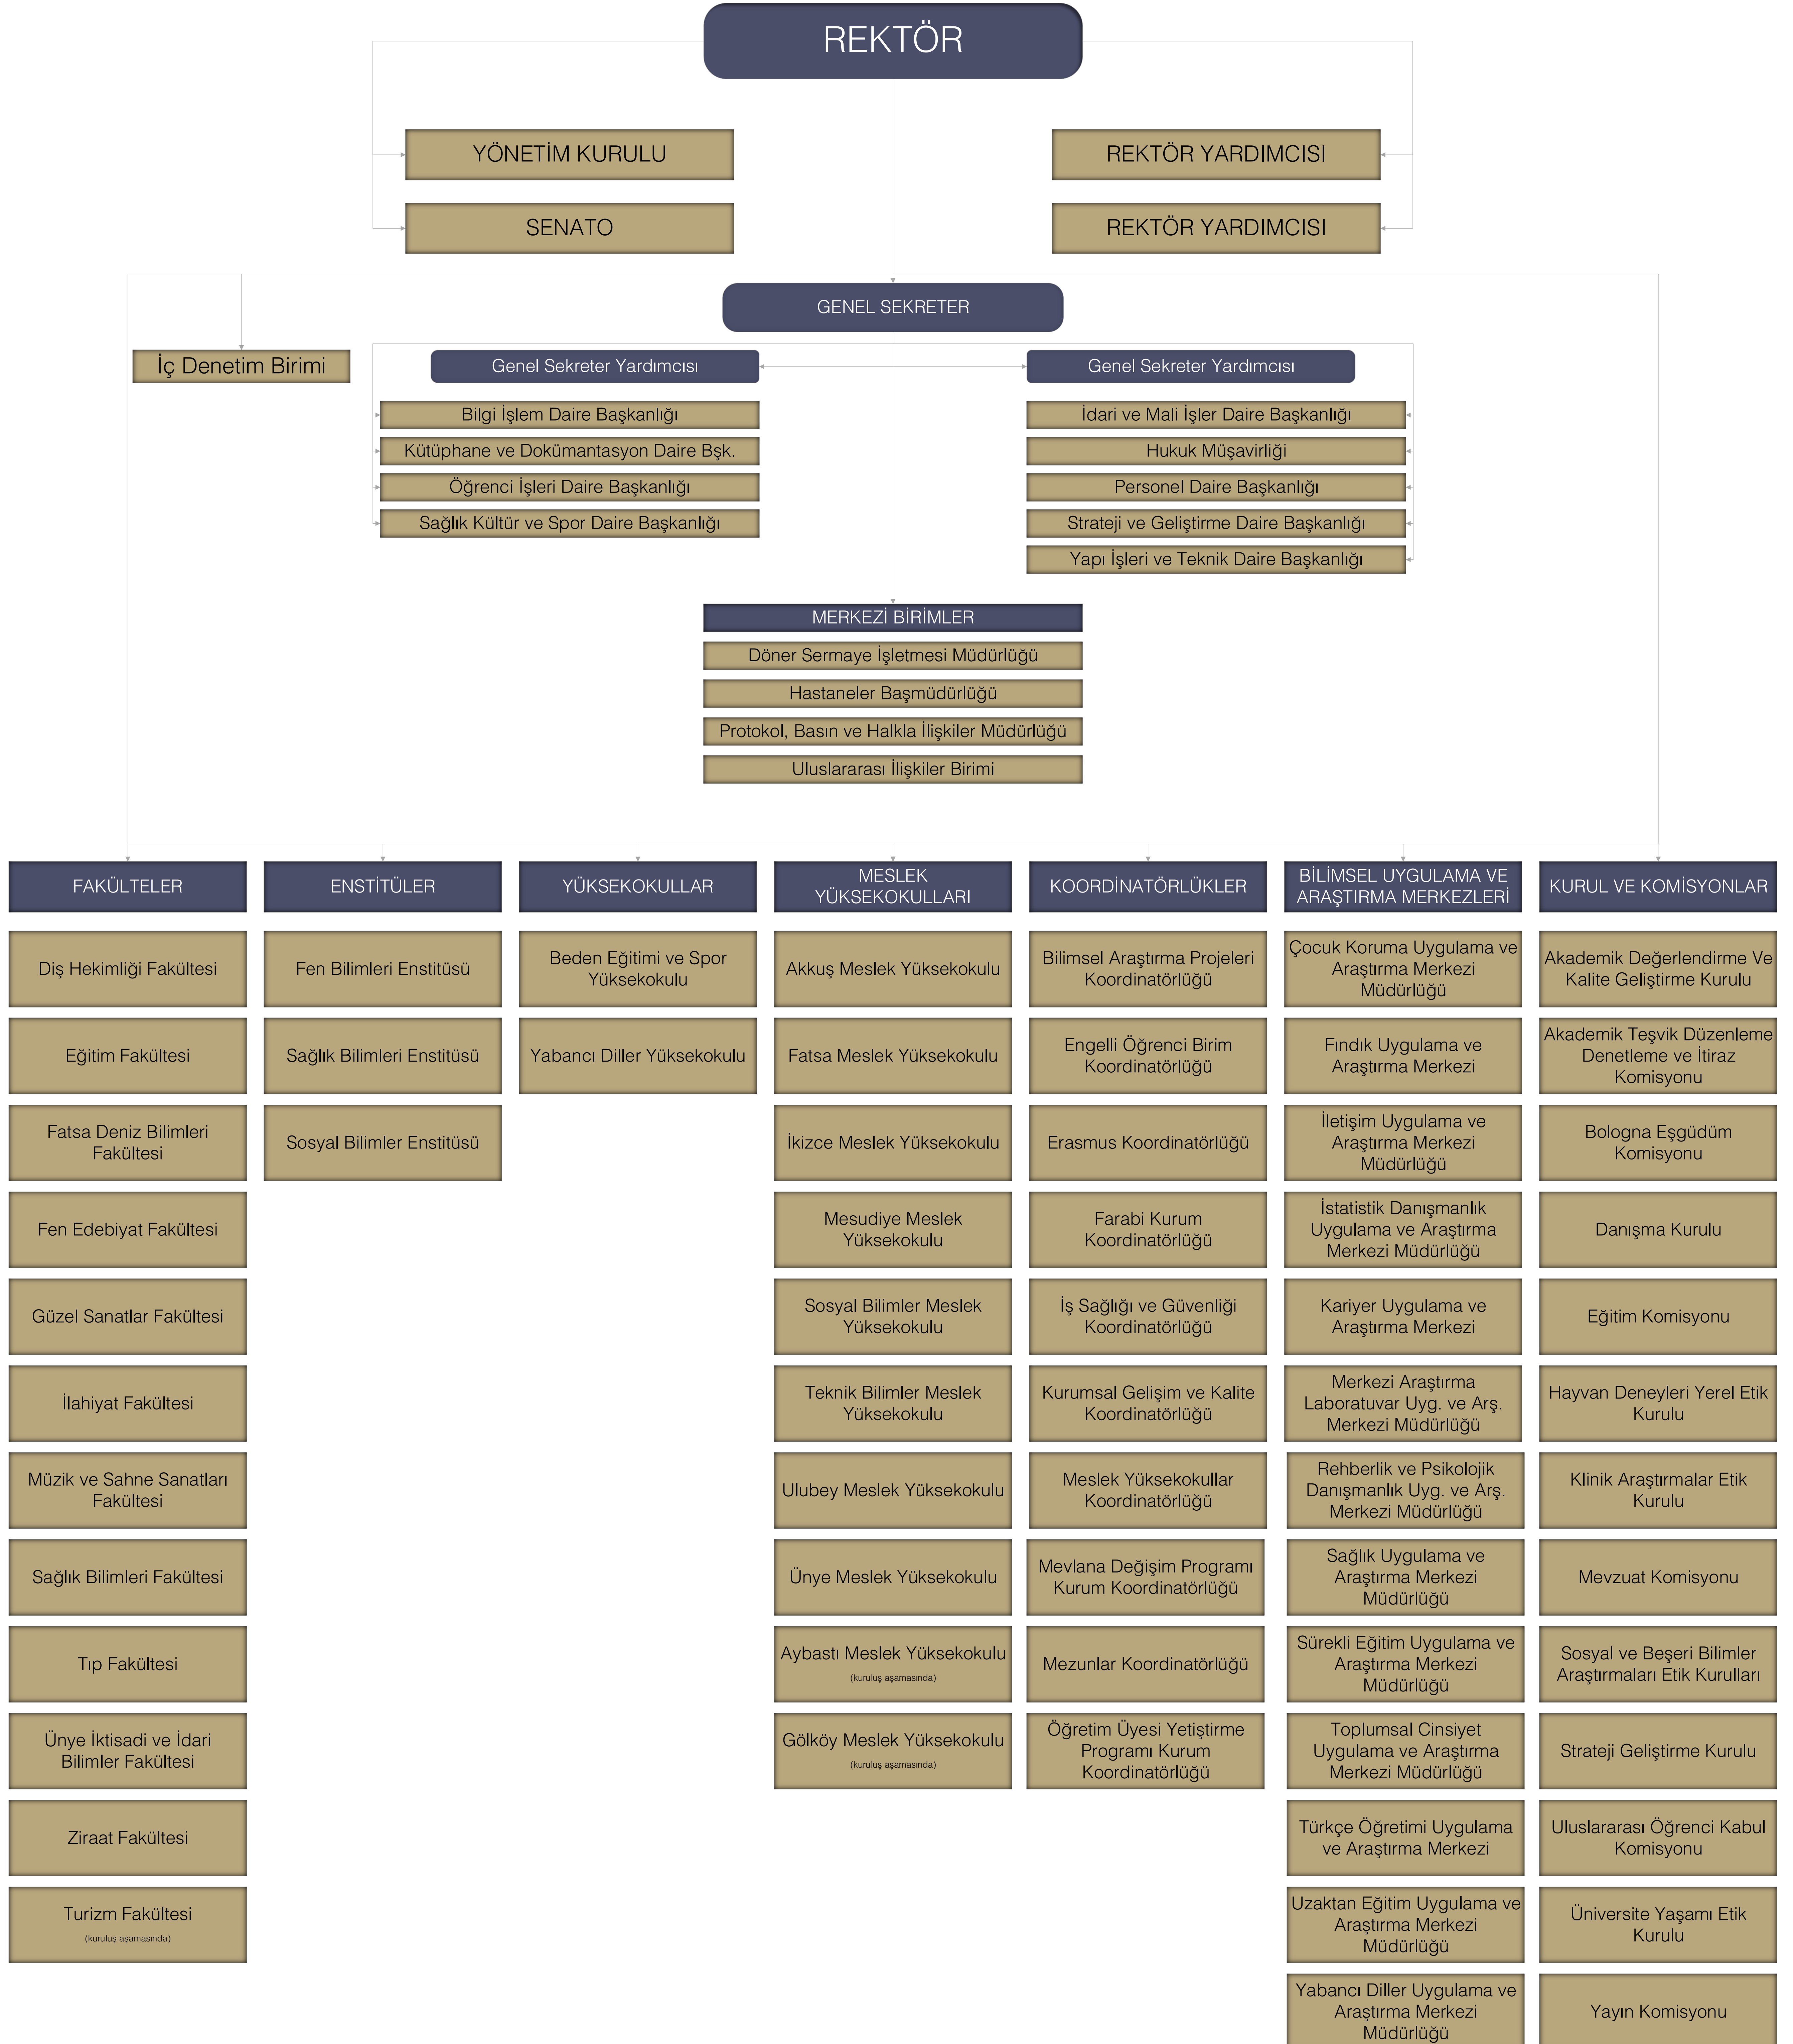 REKTÖR
YÖNETİM KURULU
REKTÖR YARDIMCISI
SENATO
REKTÖR YARDIMCISI
GENEL SEKRETER
İç Denetim Birimi
Genel Sekreter Yardımcısı
Genel Sekreter Yardımcısı
Bilgi İşlem Daire Başkanlığı
Kütüphane ve Dokümantasyon Daire Bşk.
Öğrenci İşleri Daire Başkanlığı
Sağlık Kültür ve Spor Daire Başkanlığı
İdari ve Mali İşler Daire Başkanlığı
Hukuk Müşavirliği
Personel Daire Başkanlığı
Strateji ve Geliştirme Daire Başkanlığı
Yapı İşleri ve Teknik Daire Başkanlığı
MERKEZİ BİRİMLER
Döner Sermaye İşletmesi Müdürlüğü
Hastaneler Başmüdürlüğü
Protokol, Basın ve Halkla İlişkiler Müdürlüğü
Uluslararası İlişkiler Birimi
FAKÜLTELER
Diş Hekimliği Fakültesi
Eğitim Fakültesi
Fatsa Deniz Bilimleri
Fakültesi
Fen Edebiyat Fakültesi
Güzel Sanatlar Fakültesi
İlahiyat Fakültesi
Müzik ve Sahne Sanatları
Fakültesi
Sağlık Bilimleri Fakültesi
Tıp Fakültesi
Ünye İktisadi ve İdari
Bilimler Fakültesi
Ziraat Fakültesi
Turizm Fakültesi
(kuruluş aşamasında)
ENSTİTÜLER
Fen Bilimleri Enstitüsü
Sağlık Bilimleri Enstitüsü
Sosyal Bilimler Enstitüsü
YÜKSEKOKULLAR
Beden Eğitimi ve Spor
Yüksekokulu
Yabancı Diller Yüksekokulu
MESLEK
YÜKSEKOKULLARI
Akkuş Meslek Yüksekokulu
Fatsa Meslek Yüksekokulu
İkizce Meslek Yüksekokulu
Mesudiye Meslek
Yüksekokulu
Sosyal Bilimler Meslek
Yüksekokulu
Teknik Bilimler Meslek
Yüksekokulu
Ulubey Meslek Yüksekokulu
Ünye Meslek Yüksekokulu
Aybastı Meslek Yüksekokulu
(kuruluş aşamasında)
Gölköy Meslek Yüksekokulu
(kuruluş aşamasında)
KOORDİNATÖRLÜKLER
Bilimsel Araştırma Projeleri
Koordinatörlüğü
Engelli Öğrenci Birim
Koordinatörlüğü
Erasmus Koordinatörlüğü
Farabi Kurum
Koordinatörlüğü
İş Sağlığı ve Güvenliği
Koordinatörlüğü
Kurumsal Gelişim ve Kalite
Koordinatörlüğü
Meslek Yüksekokullar
Koordinatörlüğü
Mevlana Değişim Programı
Kurum Koordinatörlüğü
Mezunlar Koordinatörlüğü
Öğretim Üyesi Yetiştirme
Programı Kurum
Koordinatörlüğü
BİLİMSEL UYGULAMA VE
ARAŞTIRMA MERKEZLERİ
Çocuk Koruma Uygulama ve
Araştırma Merkezi
Müdürlüğü
Fındık Uygulama ve
Araştırma Merkezi
İletişim Uygulama ve
Araştırma Merkezi
Müdürlüğü
İstatistik Danışmanlık
Uygulama ve Araştırma
Merkezi Müdürlüğü
Kariyer Uygulama ve
Araştırma Merkezi
Merkezi Araştırma
Laboratuvar Uyg. ve Arş.
Merkezi Müdürlüğü
Rehberlik ve Psikolojik
Danışmanlık Uyg. ve Arş.
Merkezi Müdürlüğü
Sağlık Uygulama ve
Araştırma Merkezi
Müdürlüğü
Sürekli Eğitim Uygulama ve
Araştırma Merkezi
Müdürlüğü
Toplumsal Cinsiyet
Uygulama ve Araştırma
Merkezi Müdürlüğü
Türkçe Öğretimi Uygulama
ve Araştırma Merkezi
Uzaktan Eğitim Uygulama ve
Araştırma Merkezi
Müdürlüğü
Yabancı Diller Uygulama ve
Araştırma Merkezi
Müdürlüğü
KURUL VE KOMİSYONLAR
Akademik Değerlendirme Ve
Kalite Geliştirme Kurulu
Akademik Teşvik Düzenleme
Denetleme ve İtiraz
Komisyonu
Bologna Eşgüdüm
Komisyonu
Danışma Kurulu
Eğitim Komisyonu
Hayvan Deneyleri Yerel Etik
Kurulu
Klinik Araştırmalar Etik
Kurulu
Mevzuat Komisyonu
Sosyal ve Beşeri Bilimler
Araştırmaları Etik Kurulları
Strateji Geliştirme Kurulu
Uluslararası Öğrenci Kabul
Komisyonu
Üniversite Yaşamı Etik
Kurulu
Yayın Komisyonu